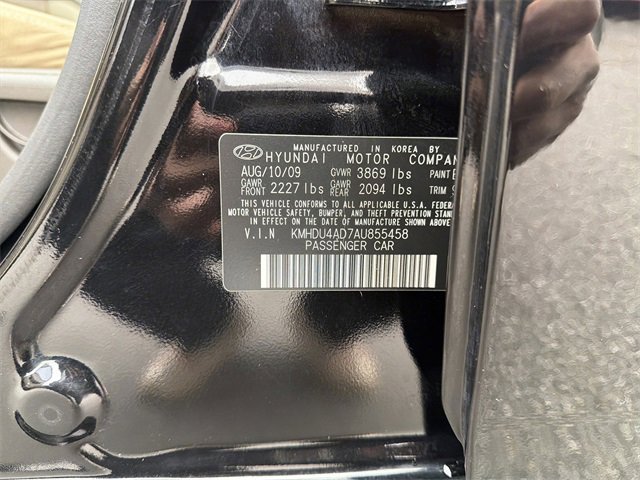 MANUFACTURED IN KOREA BY
HYUNDAI MOTOR COMPAN
AUG/10/09 GVWR 3869 lbs PAINT
GAWR FRONT 2227 lbs GAWR REAR 2094 lbs TRIM
THIS VEHICLE CONFORMS TO ALL APPLICABLE U.S.A. FEDER
MOTOR VEHICLE SAFETY, BUMPER, AND THEFT PREVENTION STAND
IN EFFECT ON THE DATE OF MANUFACTURE SHOWN ABOVE
V.I.N KMHDU4AD7AU855458
PASSENGER CAR